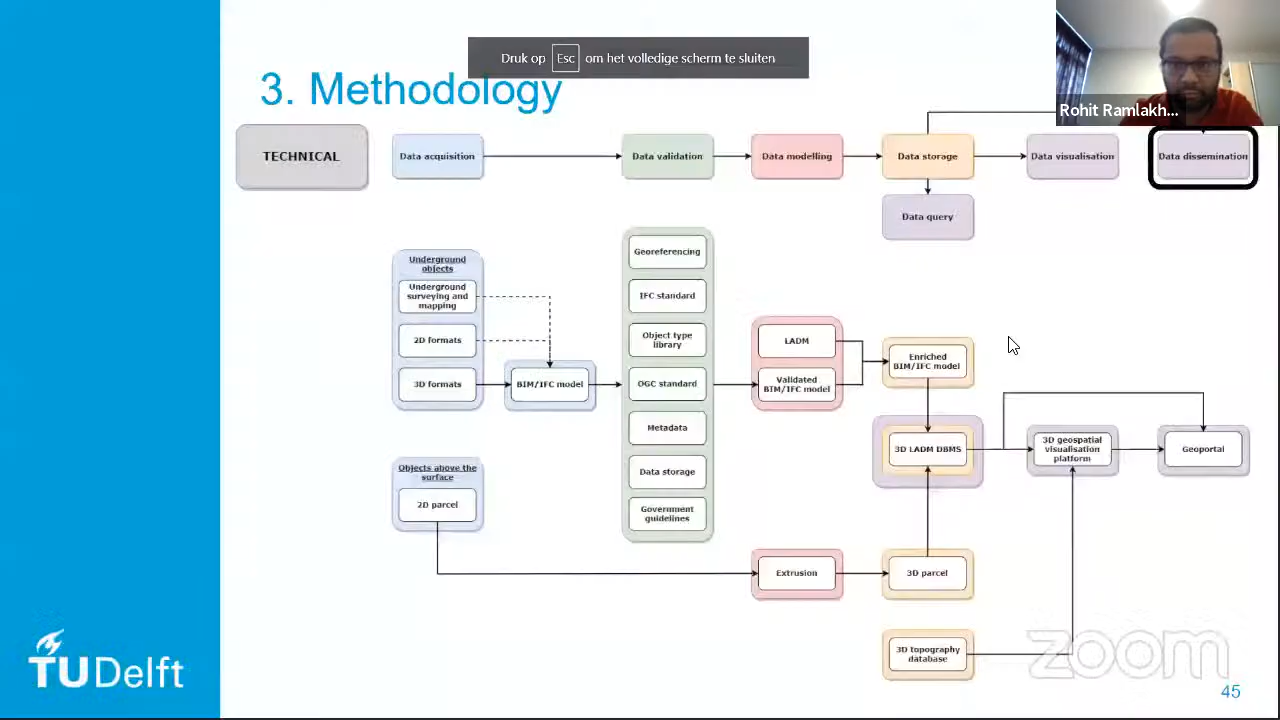 Druk op Esc om het volledige scherm te sluiten
Rohit Ramlakh...
3. Methodology
TECHNICAL
Data acquisition
Data validation
Data modelling
Data storage
Data visualisation
Data dissemination
Data query
Underground
objects
Underground
surveying and
mapping
2D formats
3D formats
BIM/IFC model
Georeferencing
IFC standard
Object type
library
OGC standard
Metadata
Data storage
Government
guidelines
LADM
Validated
BIM/IFC model
Enriched
BIM/IFC model
3D LADM DBMS
3D geospatial
visualisation
platform
Geoportal
Objects above the
surface
2D parcel
Extrusion
3D parcel
3D topography
database
zoom
TUDelft
45